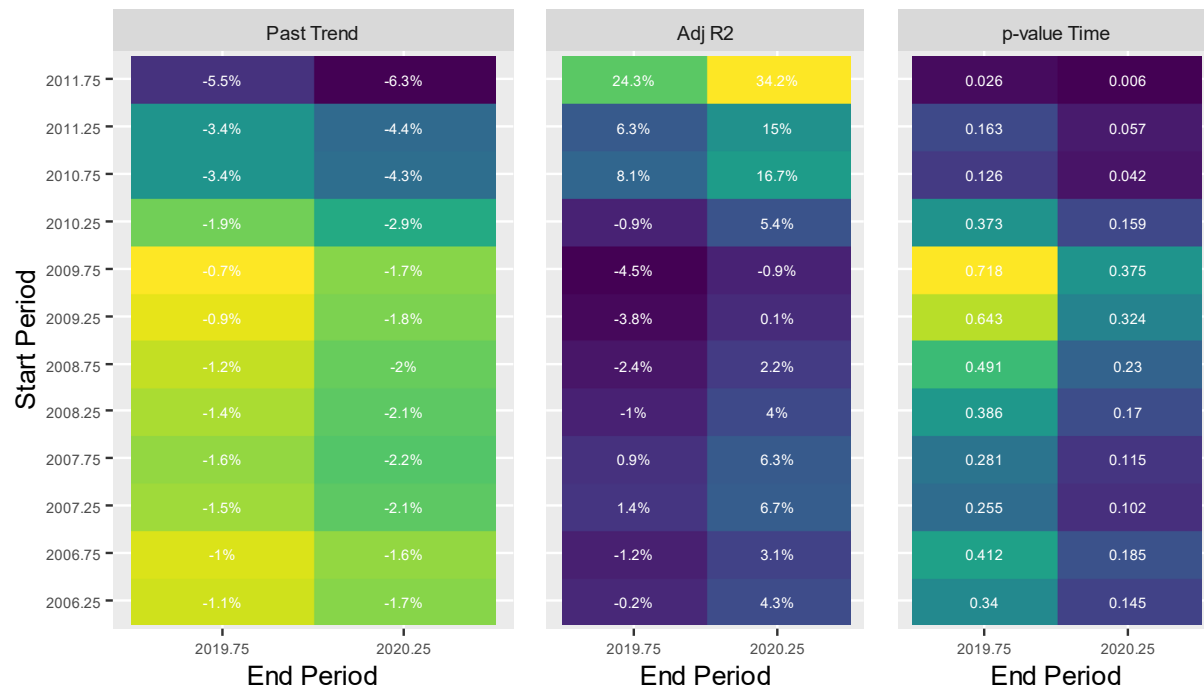 Past Trend Adj R2 p-value Time
2011.75 -5.5% -6.3% 24.3% 34.2% 0.026 0.006
2011.25 -3.4% -4.4% 6.3% 15% 0.163 0.057
2010.75 -3.4% -4.3% 8.1% 16.7% 0.126 0.042
2010.25 -1.9% -2.9% -0.9% 5.4% 0.373 0.159
2009.75 -0.7% -1.7% -4.5% -0.9% 0.718 0.375
2009.25 -0.9% -1.8% -3.8% 0.1% 0.643 0.324
2008.75 -1.2% -2% -2.4% 2.2% 0.491 0.23
2008.25 -1.4% -2.1% -1% 4% 0.386 0.17
2007.75 -1.6% -2.2% 0.9% 6.3% 0.281 0.115
2007.25 -1.5% -2.1% 1.4% 6.7% 0.255 0.102
2006.75 -1% -1.6% -1.2% 3.1% 0.412 0.185
2006.25 -1.1% -1.7% -0.2% 4.3% 0.34 0.145
Start Period
2019.75 2020.25 2019.75 2020.25 2019.75 2020.25
End Period End Period End Period